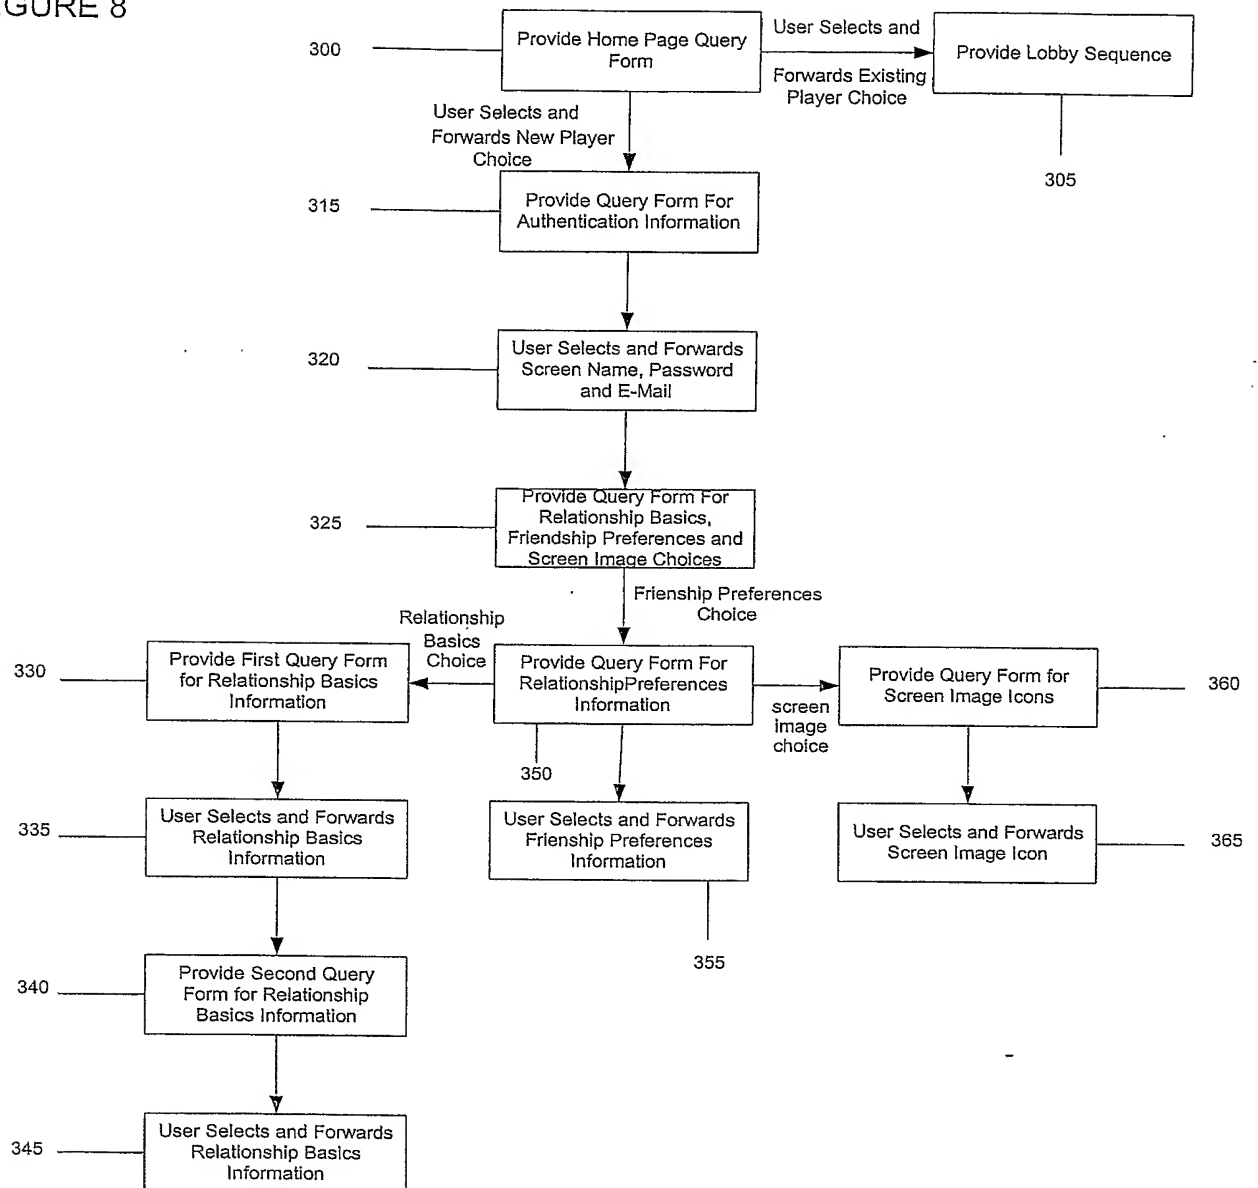 GURE 8
300
Provide Home Page Query
Form
User Selects and
Forwards Existing
Player Choice
Provide Lobby Sequence
305
User Selects and
Forwards New Player
Choice
315
Provide Query Form For
Authentication Information
320
User Selects and Forwards
Screen Name, Password
and E-Mail
325
Provide Query Form For
Relationship Basics,
Friendship Preferences and
Screen Image Choices
Frienship Preferences
Choice
Relationship
Basics
Choice
330
Provide First Query Form
for Relationship Basics
Information
Provide Query Form For
RelationshipPreferences
Information
350
screen
image
choice
Provide Query Form for
Screen Image Icons
360
335
User Selects and Forwards
Relationship Basics
Information
User Selects and Forwards
Frienship Preferences
Information
355
User Selects and Forwards
Screen Image Icon
365
340
Provide Second Query
Form for Relationship
Basics Information
345
User Selects and Forwards
Relationship Basics
Information